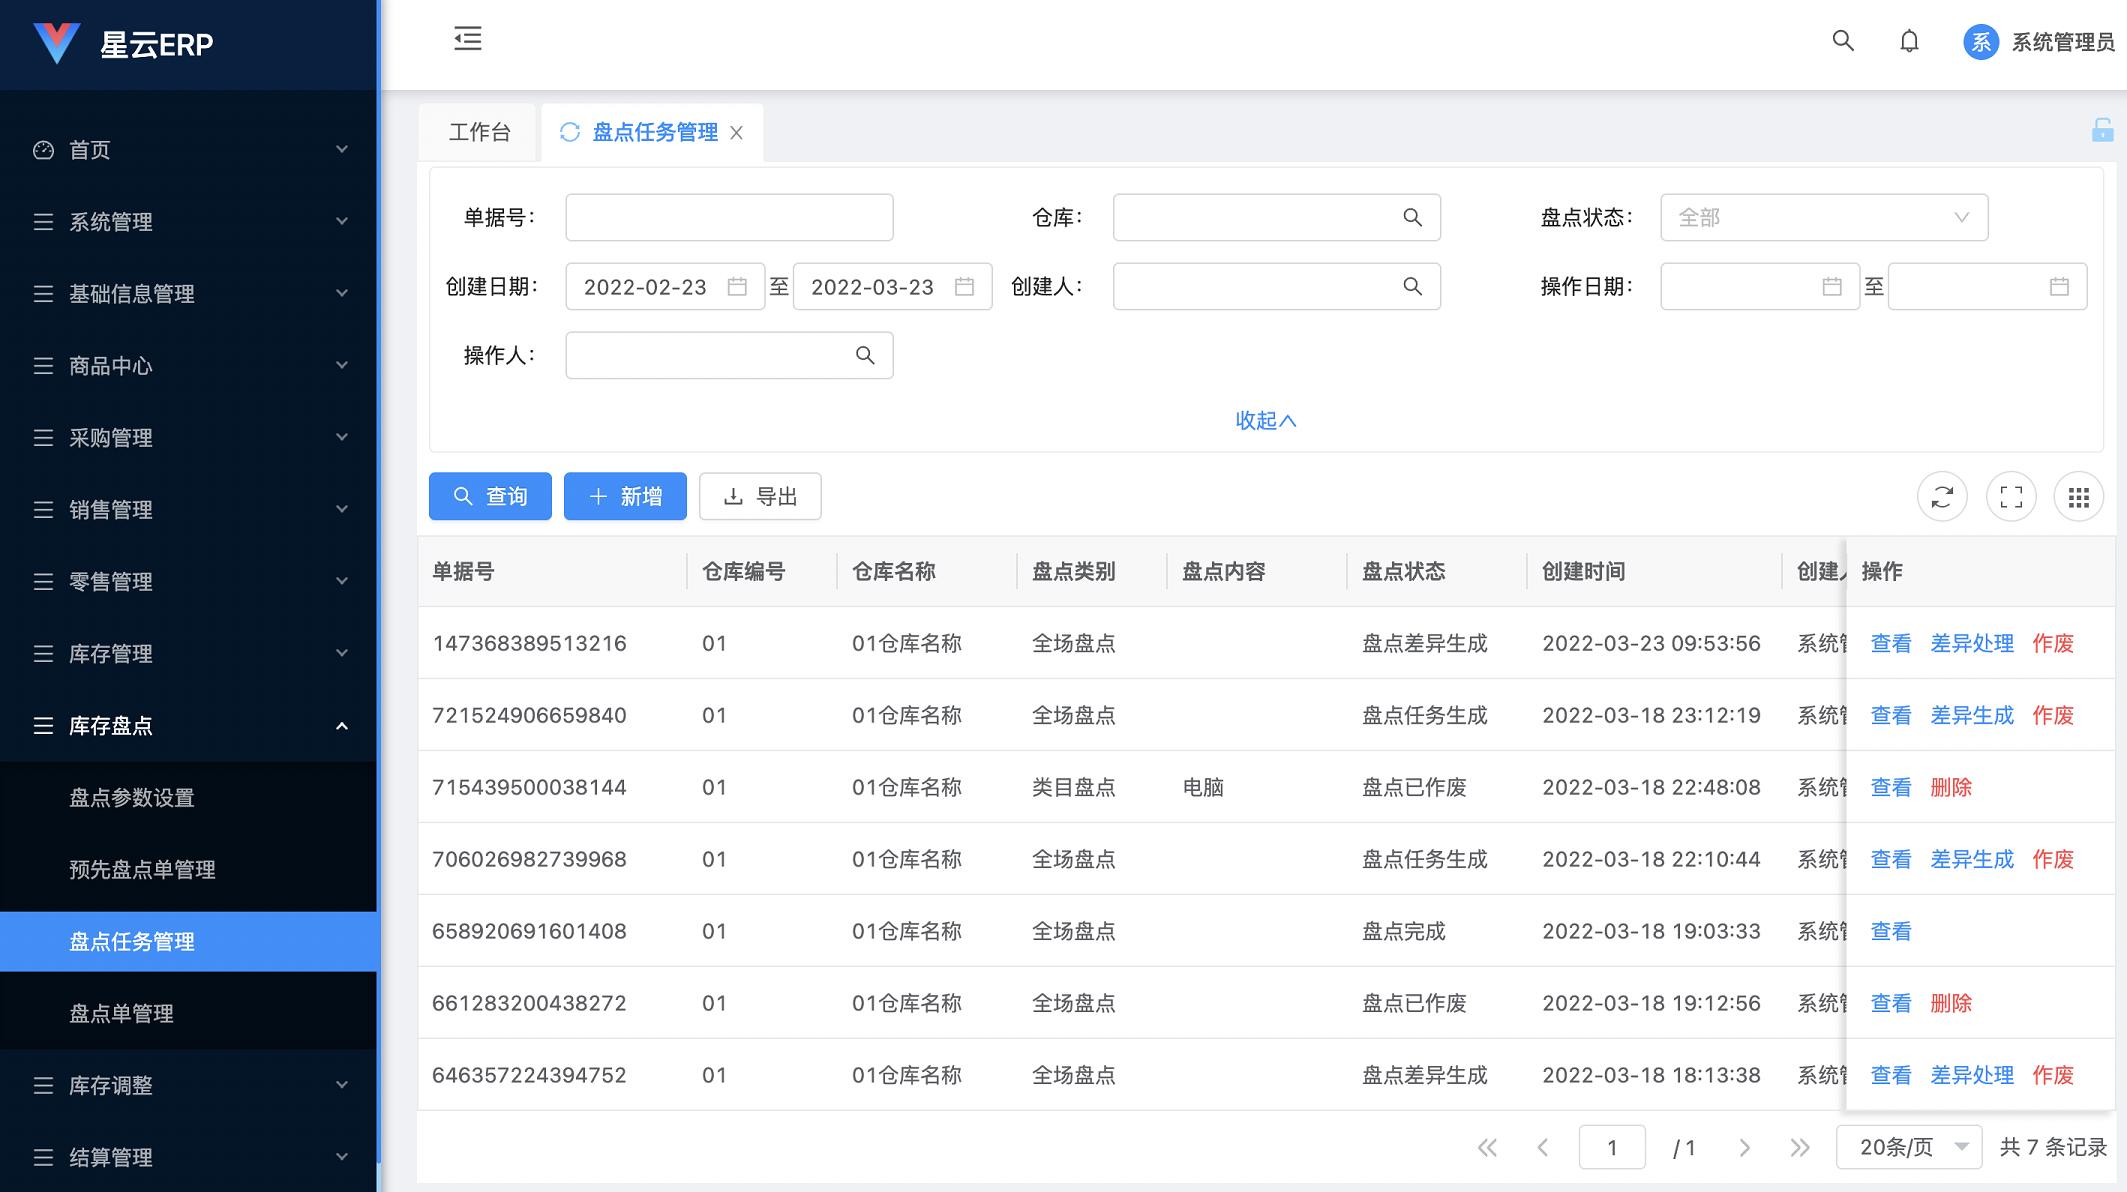 星云ERP
系 系统管理员
首页
系统管理
基础信息管理
商品中心
采购管理
销售管理
零售管理
库存管理
库存盘点
盘点参数设置
预先盘点单管理
盘点任务管理
盘点单管理
库存调整
结算管理
工作台 盘点任务管理
单据号： 仓库： 盘点状态： 全部
创建日期： 2022-02-23 至 2022-03-23 创建人： 操作日期： 至
操作人：
收起
查询 新增 导出
单据号 仓库编号 仓库名称 盘点类别 盘点内容 盘点状态 创建时间 创建人 操作
147368389513216 01 01仓库名称 全场盘点 盘点差异生成 2022-03-23 09:53:56 系统 查看 差异处理 作废
721524906659840 01 01仓库名称 全场盘点 盘点任务生成 2022-03-18 23:12:19 系统 查看 差异生成 作废
715439500038144 01 01仓库名称 类目盘点 电脑 盘点已作废 2022-03-18 22:48:08 系统 查看 删除
706026982739968 01 01仓库名称 全场盘点 盘点任务生成 2022-03-18 22:10:44 系统 查看 差异生成 作废
658920691601408 01 01仓库名称 全场盘点 盘点完成 2022-03-18 19:03:33 系统 查看
661283200438272 01 01仓库名称 全场盘点 盘点已作废 2022-03-18 19:12:56 系统 查看 删除
646357224394752 01 01仓库名称 全场盘点 盘点差异生成 2022-03-18 18:13:38 系统 查看 差异处理 作废
1 / 1 20条/页 共 7 条记录